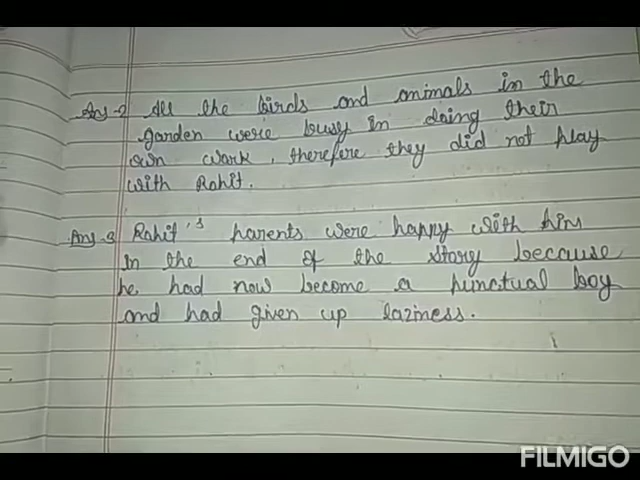 Ans-2 All the birds and animals in the
garden were busy in doing their
own work, therefore they did not play
with Rohit.
Ans-3 Rohit's parents were happy with him
in the end of the story because
he had now become a punctual boy
and had given up laziness.
FILMIGO